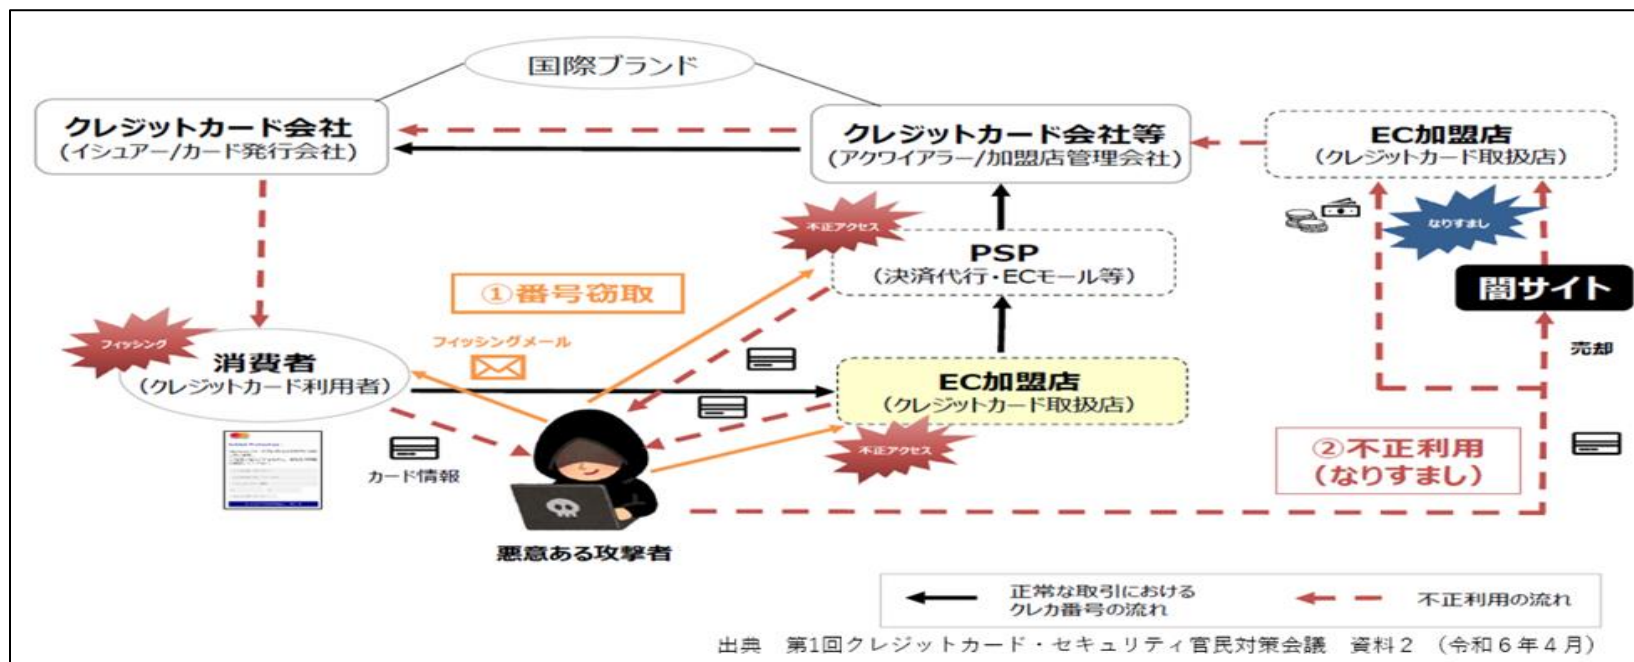 国際ブランド
クレジットカード会社
(イシュアー/カード発行会社)
クレジットカード会社等
(アクワイアラー/加盟店管理会社)
EC加盟店
(クレジットカード取扱店)
不正アクセス
なりすまし
PSP
(決済代行・ECモール等)
①番号窃取
闇サイト
フィッシング
消費者
(クレジットカード利用者)
フィッシングメール
売却
EC加盟店
(クレジットカード取扱店)
不正アクセス
②不正利用
(なりすまし)
カード情報
悪意ある攻撃者
正常な取引における
クレカ番号の流れ
不正利用の流れ
出典 第1回クレジットカード・セキュリティ官民対策会議 資料2 (令和6年4月)